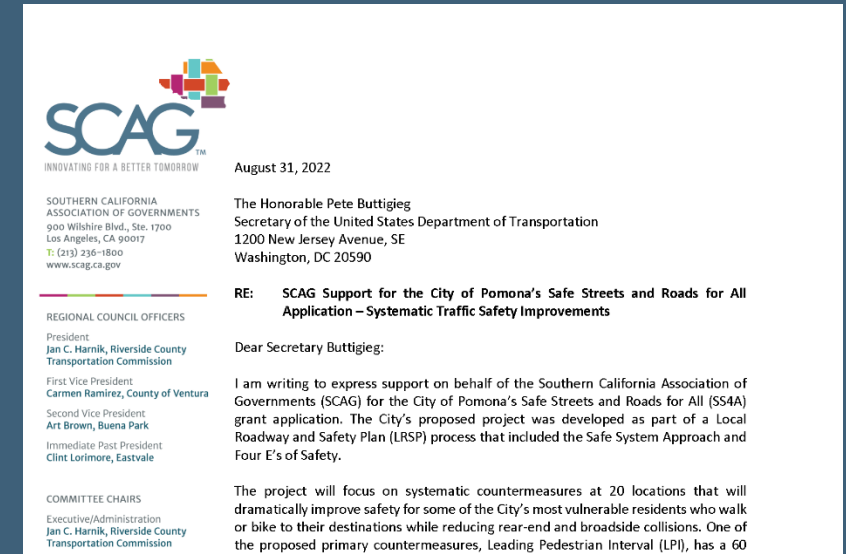 SCAG
TM
INNOVATING FOR A BETTER TOMORROW
SOUTHERN CALIFORNIA
ASSOCIATION OF GOVERNMENTS
900 Wilshire Blvd., Ste. 1700
Los Angeles, CA 90017
T: (213) 236-1800
www.scag.ca.gov
REGIONAL COUNCIL OFFICERS
President
Jan C. Harnik, Riverside County
Transportation Commission
First Vice President
Carmen Ramirez, County of Ventura
Second Vice President
Art Brown, Buena Park
Immediate Past President
Clint Lorimore, Eastvale
COMMITTEE CHAIRS
Executive/Administration
Jan C. Harnik, Riverside County
Transportation Commission
August 31, 2022
The Honorable Pete Buttigieg
Secretary of the United States Department of Transportation
1200 New Jersey Avenue, SE
Washington, DC 20590
RE: SCAG Support for the City of Pomona's Safe Streets and Roads for All
Application – Systematic Traffic Safety Improvements
Dear Secretary Buttigieg:
I am writing to express support on behalf of the Southern California Association of
Governments (SCAG) for the City of Pomona's Safe Streets and Roads for All (SS4A)
grant application. The City's proposed project was developed as part of a Local
Roadway and Safety Plan (LRSP) process that included the Safe System Approach and
Four E's of Safety.
The project will focus on systematic countermeasures at 20 locations that will
dramatically improve safety for some of the City's most vulnerable residents who walk
or bike to their destinations while reducing rear-end and broadside collisions. One of
the proposed primary countermeasures, Leading Pedestrian Interval (LPI), has a 60